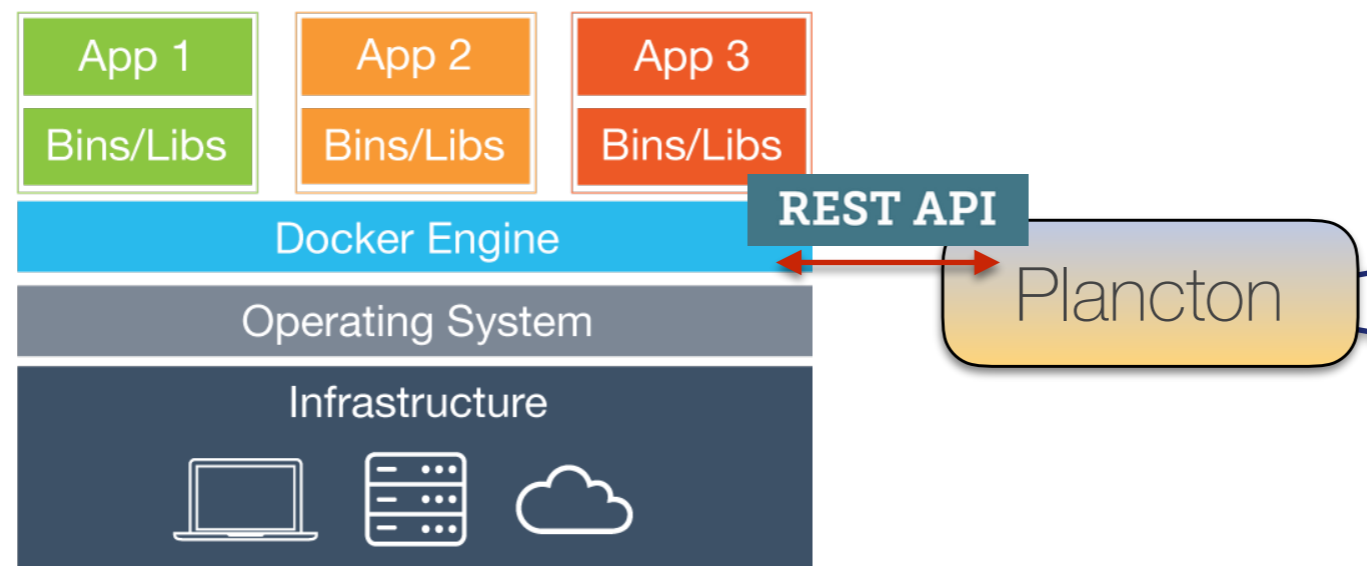 App 1
App 2
App 3
Bins/Libs
Bins/Libs
Bins/Libs
REST API
Docker Engine
Plancton
Operating System
Infrastructure